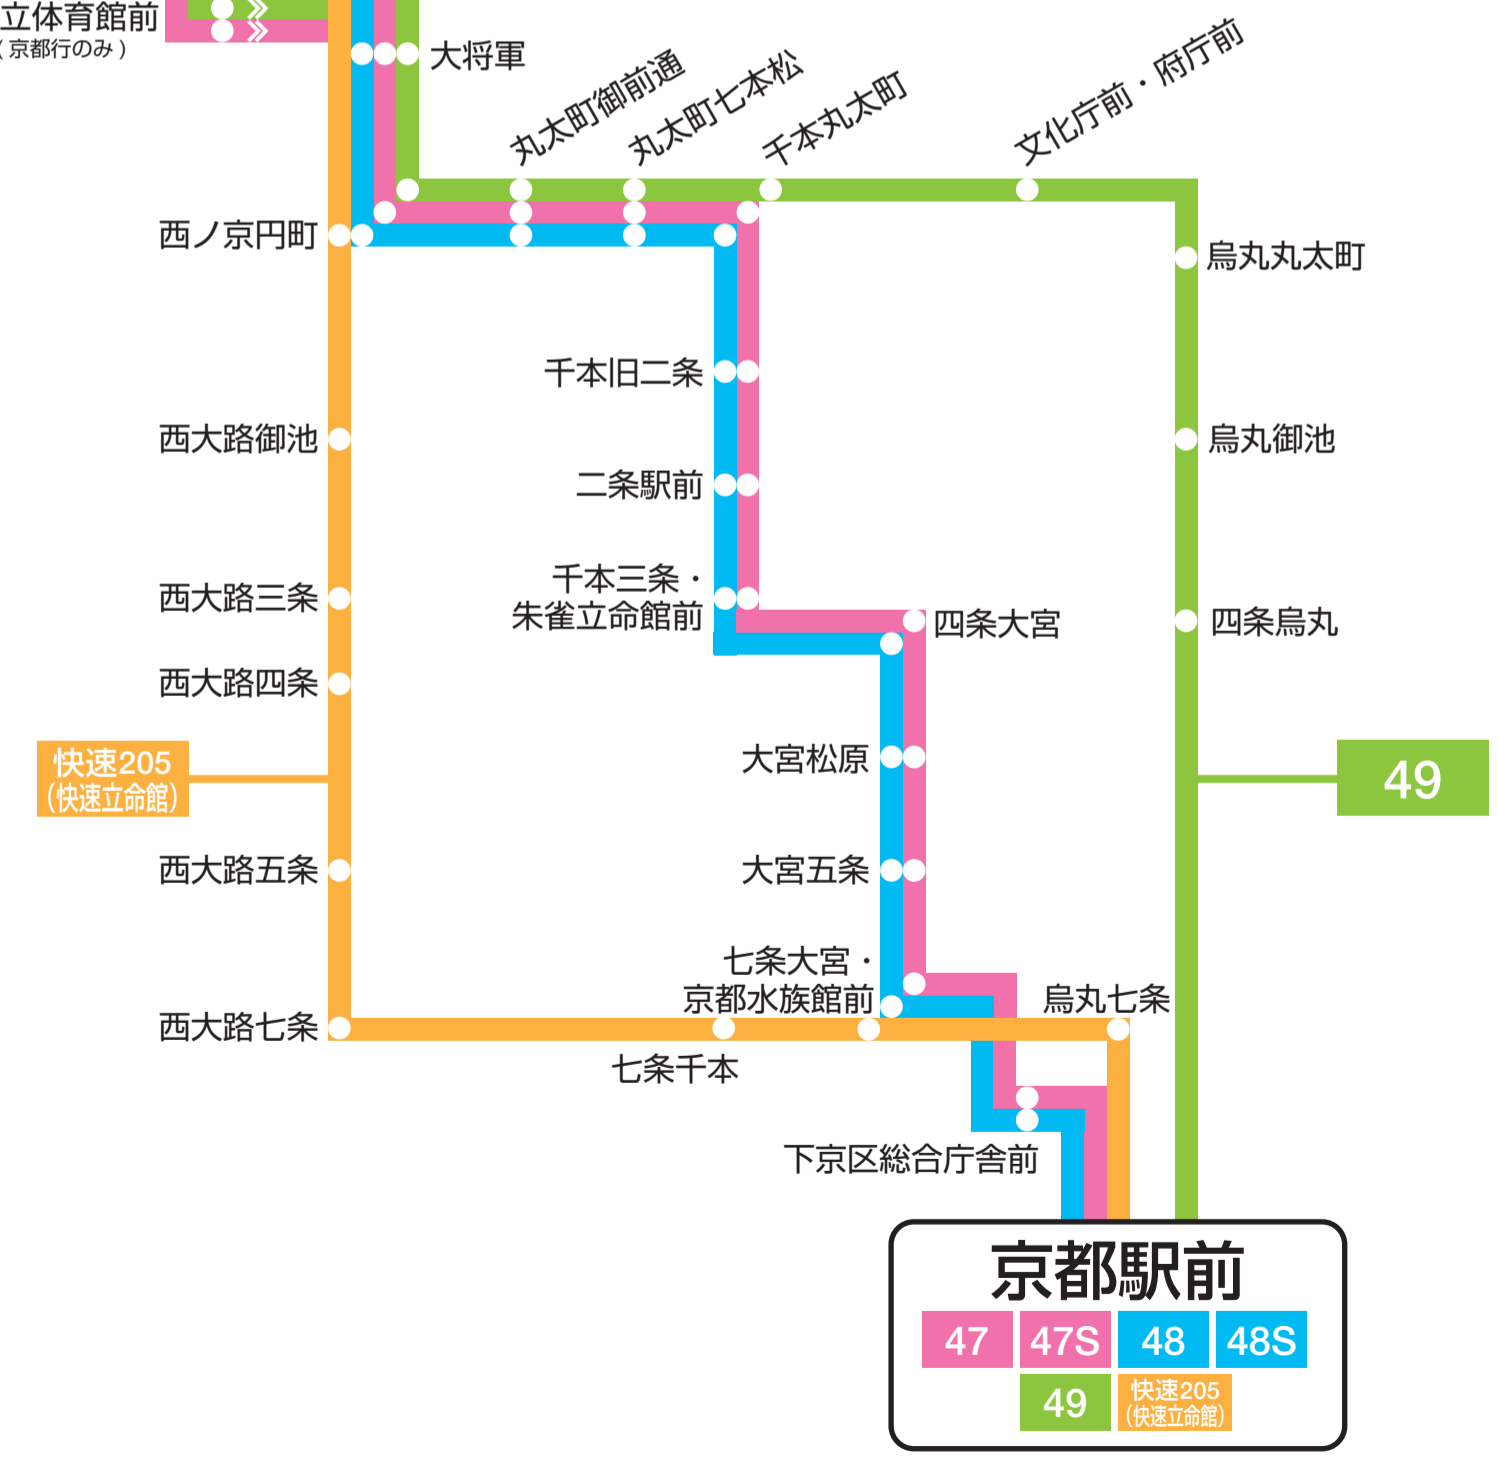 立体育館前
(京都行のみ)
大将軍
丸太町御前通
丸太町七本松
千本丸太町
文化庁前・府庁前
西ノ京円町
烏丸丸太町
千本旧二条
西大路御池
烏丸御池
二条駅前
千本三条・
朱雀立命館前
西大路三条
四条大宮
四条烏丸
西大路四条
快速205
(快速立命館)
大宮松原
49
西大路五条
大宮五条
七条大宮・
京都水族館前
烏丸七条
西大路七条
七条千本
下京区総合庁舎前
京都駅前
47 47S 48 48S
49 快速205
(快速立命館)